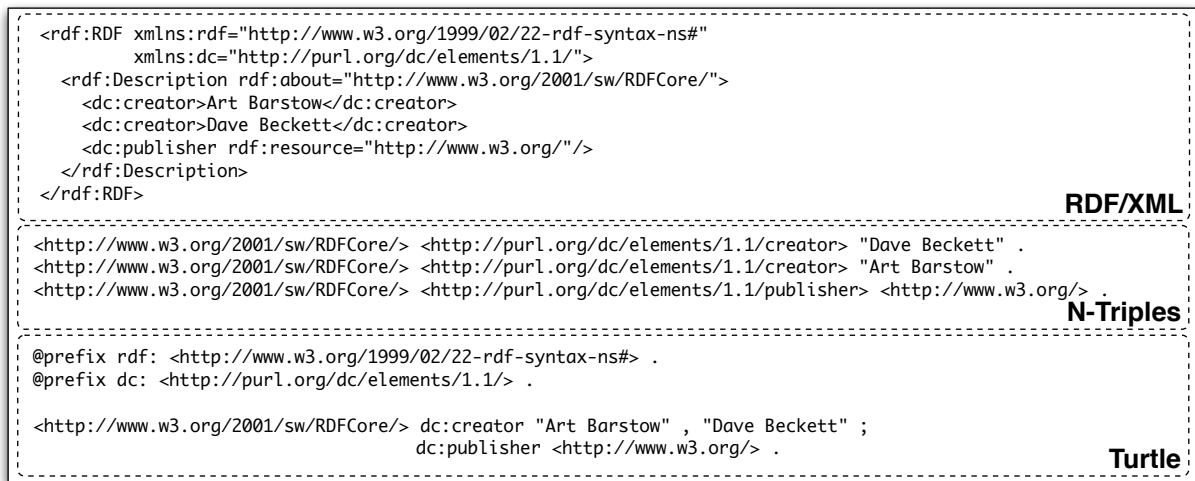 <rdf:RDF xmlns:rdf="http://www.w3.org/1999/02/22-rdf-syntax-ns#"
xmlns:dc="http://purl.org/dc/elements/1.1/">
<rdf:Description rdf:about="http://www.w3.org/2001/sw/RDFCore/">
<dc:creator>Art Barstow</dc:creator>
<dc:creator>Dave Beckett</dc:creator>
<dc:publisher rdf:resource="http://www.w3.org/"/>
</rdf:Description>
</rdf:RDF>
RDF/XML
<http://www.w3.org/2001/sw/RDFCore/> <http://purl.org/dc/elements/1.1/creator> "Dave Beckett" .
<http://www.w3.org/2001/sw/RDFCore/> <http://purl.org/dc/elements/1.1/creator> "Art Barstow" .
<http://www.w3.org/2001/sw/RDFCore/> <http://purl.org/dc/elements/1.1/publisher> <http://www.w3.org/> .
N-Triples
@prefix rdf: <http://www.w3.org/1999/02/22-rdf-syntax-ns#> .
@prefix dc: <http://purl.org/dc/elements/1.1/> .
<http://www.w3.org/2001/sw/RDFCore/> dc:creator "Art Barstow" , "Dave Beckett" ;
dc:publisher <http://www.w3.org/> .
Turtle